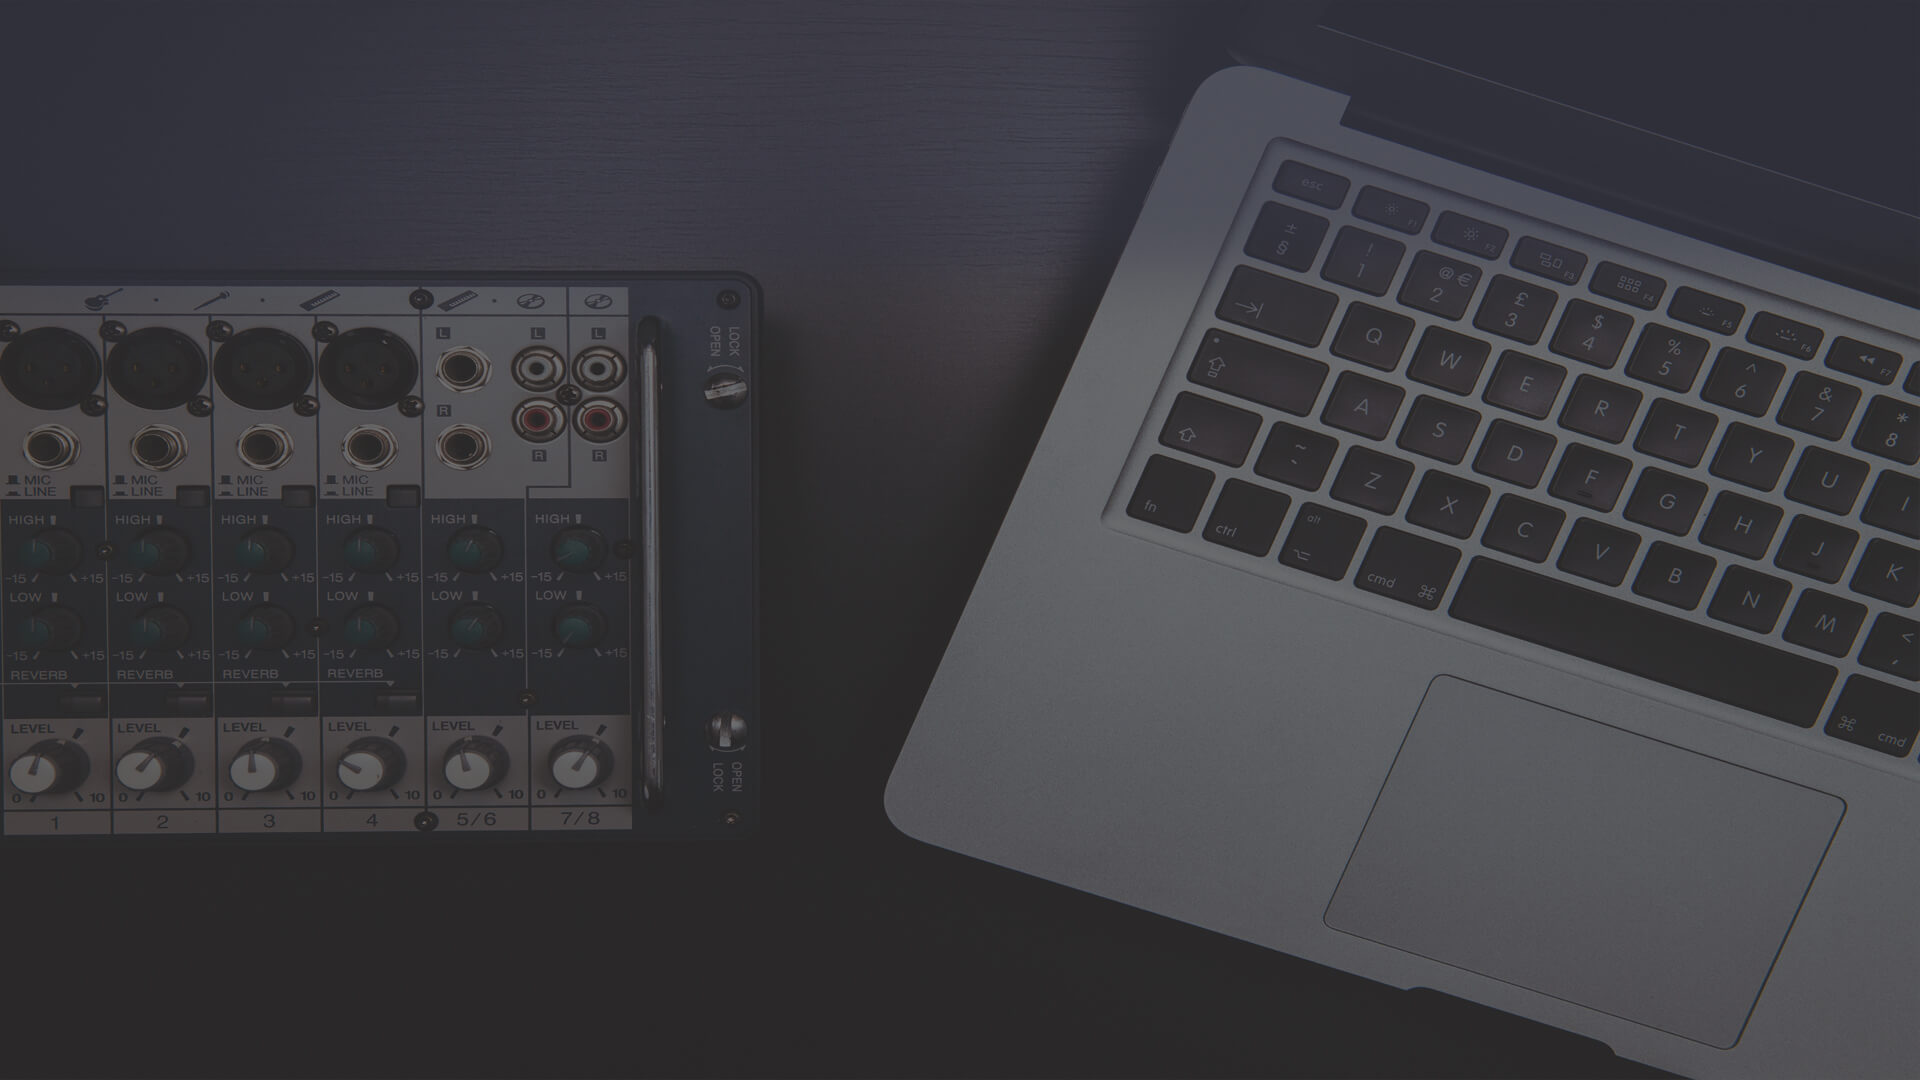 L L L
R
R R
LOCK
OPEN
MIC MIC MIC MIC
LINE LINE LINE LINE
HIGH HIGH HIGH HIGH HIGH HIGH
-15 +15 -15 +15 -15 +15 -15 +15 -15 +15 -15 +15
LOW LOW LOW LOW LOW LOW
-15 +15 -15 +15 -15 +15 -15 +15 -15 +15 -15 +15
REVERB REVERB REVERB REVERB
LEVEL LEVEL LEVEL LEVEL LEVEL LEVEL
0 10 0 10 0 10 0 10 0 10 0 10
1 2 3 4 5/6 7/8
OPEN
LOCK
esc F1 F2 F3 F4 F5 F6 F7
± § ! 1 @ € 2 £ 3 $ 4 % 5 ^ 6 & 7 * 8
Q W E R T Y U I
A S D F G H J K
~ Z X C V B N M < ,
fn ctrl alt ⌥ cmd ⌘ ⌘ cmd